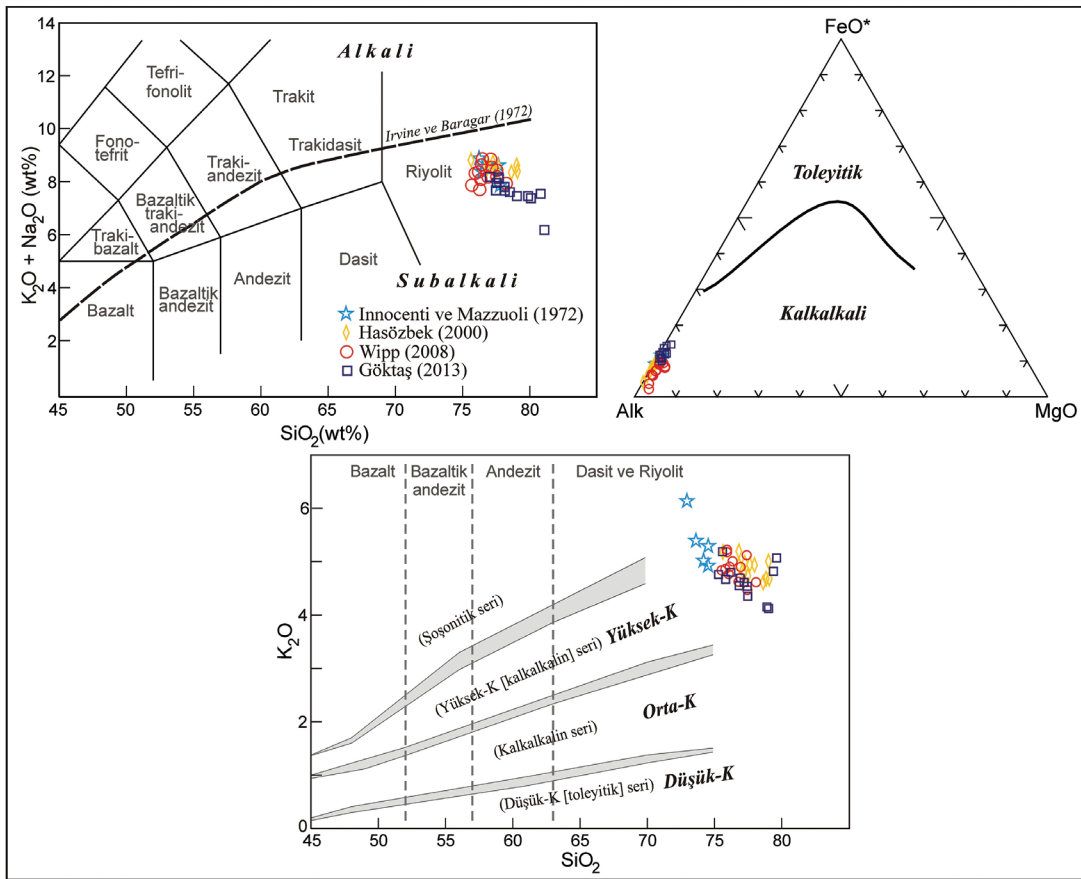 14
12
10
8
6
4
2
K₂O + Na₂O (wt%)
45
50
55
60
65
70
75
80
SiO₂(wt%)
Alkali
Tefri-
fonolit
Trakit
Irvine ve Baragar (1972)
Fono-
tefrit
Trakidasit
Traki-
andezit
Riyolit
Bazaltik
traki-
andezit
Traki-
bazalt
Dasit
Andezit
Subalkali
Bazalt
Bazaltik
andezit
Innocenti ve Mazzuoli (1972)
Hasözbek (2000)
Wipp (2008)
Göktaş (2013)
FeO*
Toleyitik
Kalkalkali
Alk
MgO
Bazalt
Bazaltik
andezit
Andezit
Dasit ve Riyolit
6
4
2
0
K₂O
(Şoşonitik seri)
Yüksek-K
(Yüksek-K [kalkalkalin] seri)
Orta-K
(Kalkalkalin seri)
Düşük-K
(Düşük-K [toleyitik] seri)
45
50
55
60
65
70
75
80
SiO₂